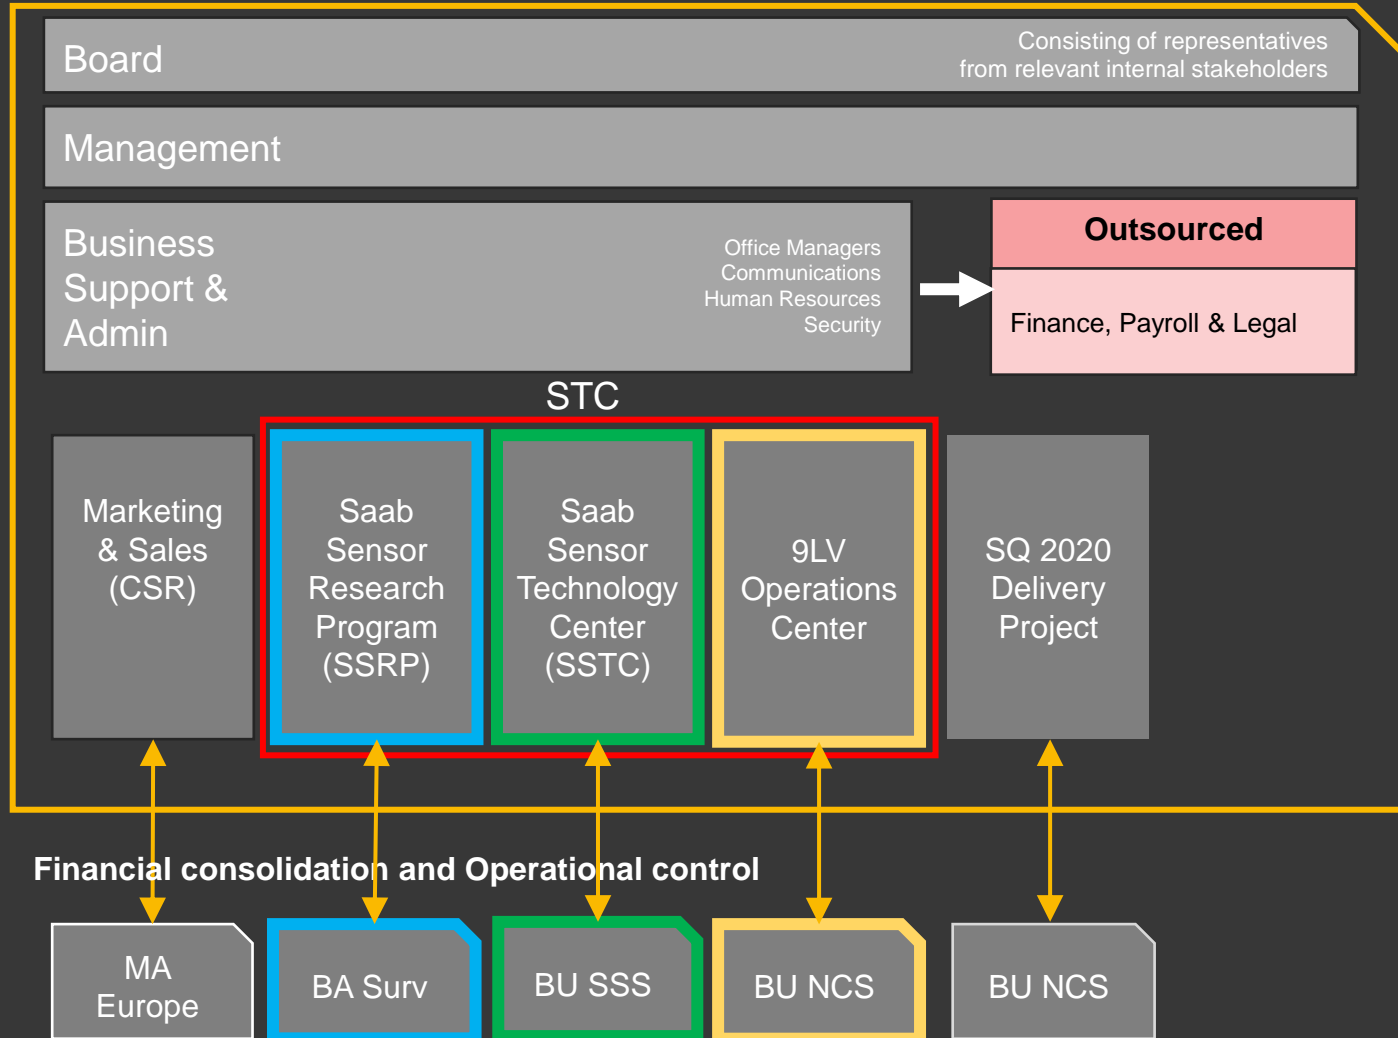 Board
Consisting of representatives
from relevant internal stakeholders
Management
Business
Support &
Admin
Office Managers
Communications
Human Resources
Security
Outsourced
Finance, Payroll & Legal
STC
Marketing
& Sales
(CSR)
Saab
Sensor
Research
Program
(SSRP)
Saab
Sensor
Technology
Center
(SSTC)
9LV
Operations
Center
SQ 2020
Delivery
Project
Financial consolidation and Operational control
MA
Europe
BA Surv
BU SSS
BU NCS
BU NCS